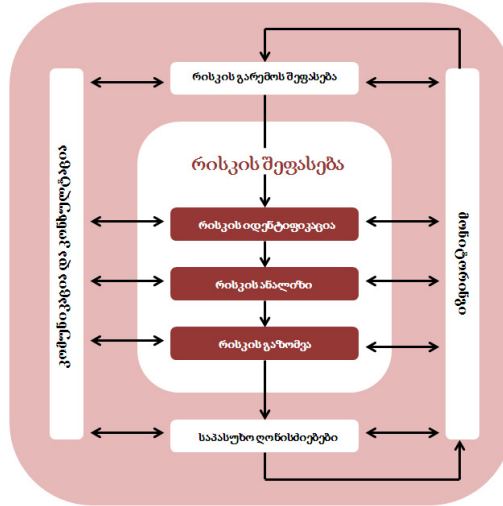 რისკის გარემოს შეფასება
კომუნიკაცია და კონსულტაცია
რისკის შეფასება
რისკის იდენტიფიკაცია
რისკის ანალიზი
რისკის გაზომვა
საპასუხო ღონისძიებები
მონიტორინგი